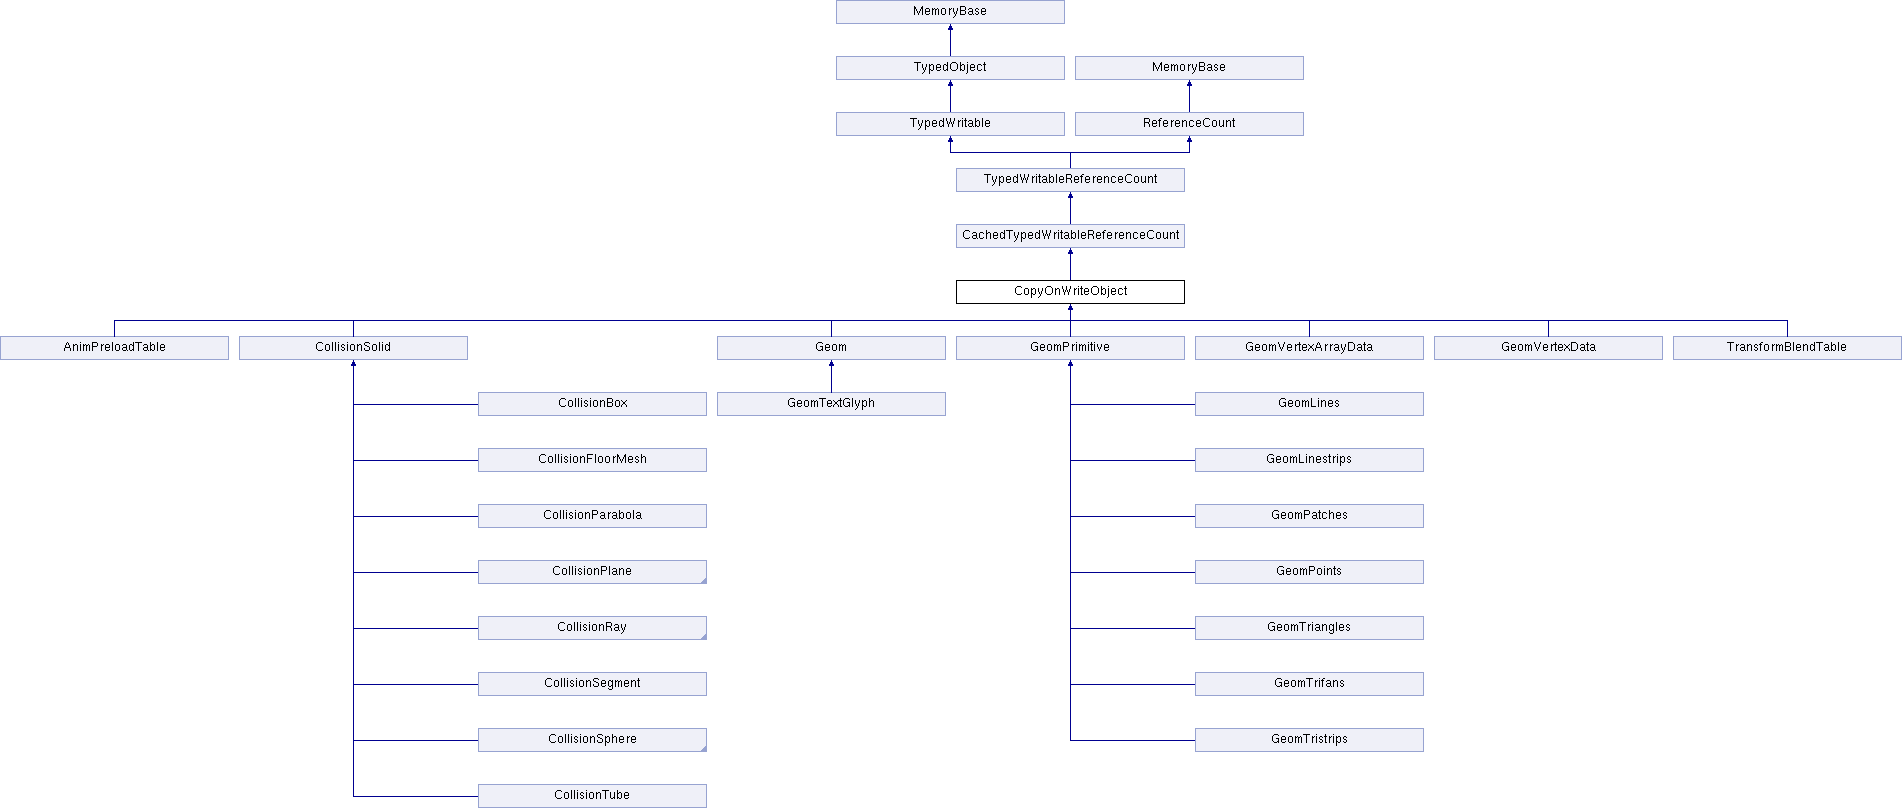 MemoryBase
TypedObject
MemoryBase
TypedWritable
ReferenceCount
TypedWritableReferenceCount
CachedTypedWritableReferenceCount
CopyOnWriteObject
AnimPreloadTable
CollisionSolid
Geom
GeomPrimitive
GeomVertexArrayData
GeomVertexData
TransformBlendTable
CollisionBox
GeomTextGlyph
GeomLines
CollisionFloorMesh
GeomLinestrips
CollisionParabola
GeomPatches
CollisionPlane
GeomPoints
CollisionRay
GeomTriangles
CollisionSegment
GeomTrifans
CollisionSphere
GeomTristrips
CollisionTube